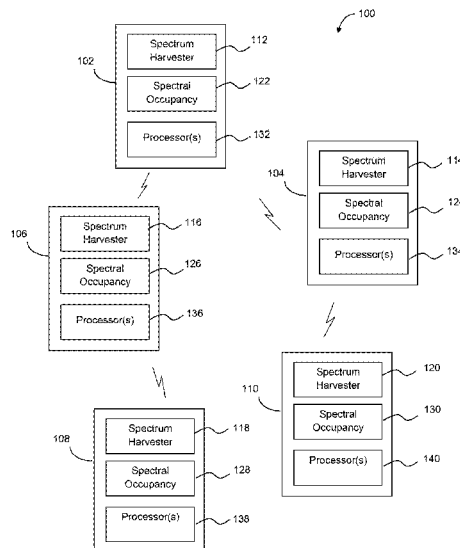 100
102
Spectrum
Harvester
112
Spectral
Occupancy
122
Processor(s)
132
104
Spectrum
Harvester
114
Spectral
Occupancy
124
Processor(s)
134
106
Spectrum
Harvester
116
Spectral
Occupancy
126
Processor(s)
136
110
Spectrum
Harvester
120
Spectral
Occupancy
130
Processor(s)
140
108
Spectrum
Harvester
118
Spectral
Occupancy
128
Processor(s)
138